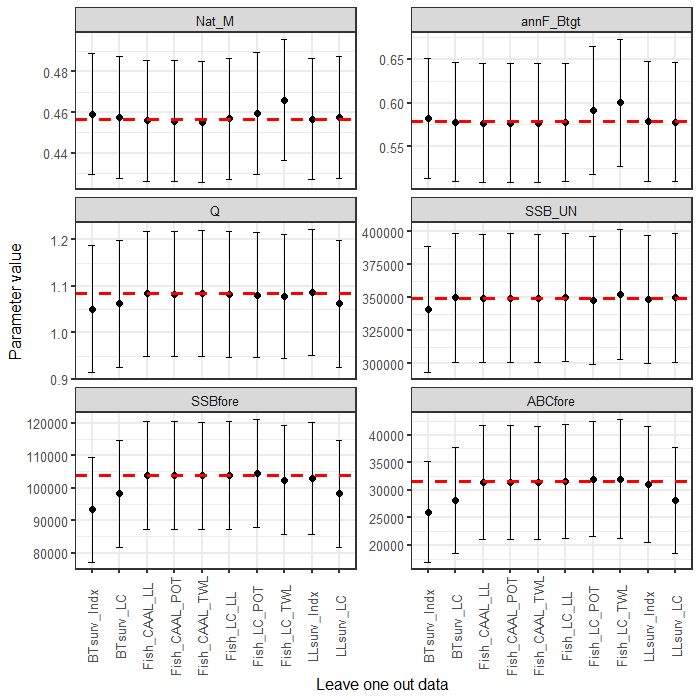 Nat_M
annF_Btgt
0.48
0.46
0.44
0.65
0.60
0.55
Q
SSB_UN
1.2
1.1
1.0
0.9
400000
375000
350000
325000
300000
Parameter value
SSBfore
ABCfore
120000
110000
100000
90000
80000
40000
35000
30000
25000
20000
BTsurv_Indx
BTsurv_LC
Fish_CAAL_LL
Fish_CAAL_POT
Fish_CAAL_TWL
Fish_LC_LL
Fish_LC_POT
Fish_LC_TWL
LLsurv_Indx
LLsurv_LC
BTsurv_Indx
BTsurv_LC
Fish_CAAL_LL
Fish_CAAL_POT
Fish_CAAL_TWL
Fish_LC_LL
Fish_LC_POT
Fish_LC_TWL
LLsurv_Indx
LLsurv_LC
Leave one out data